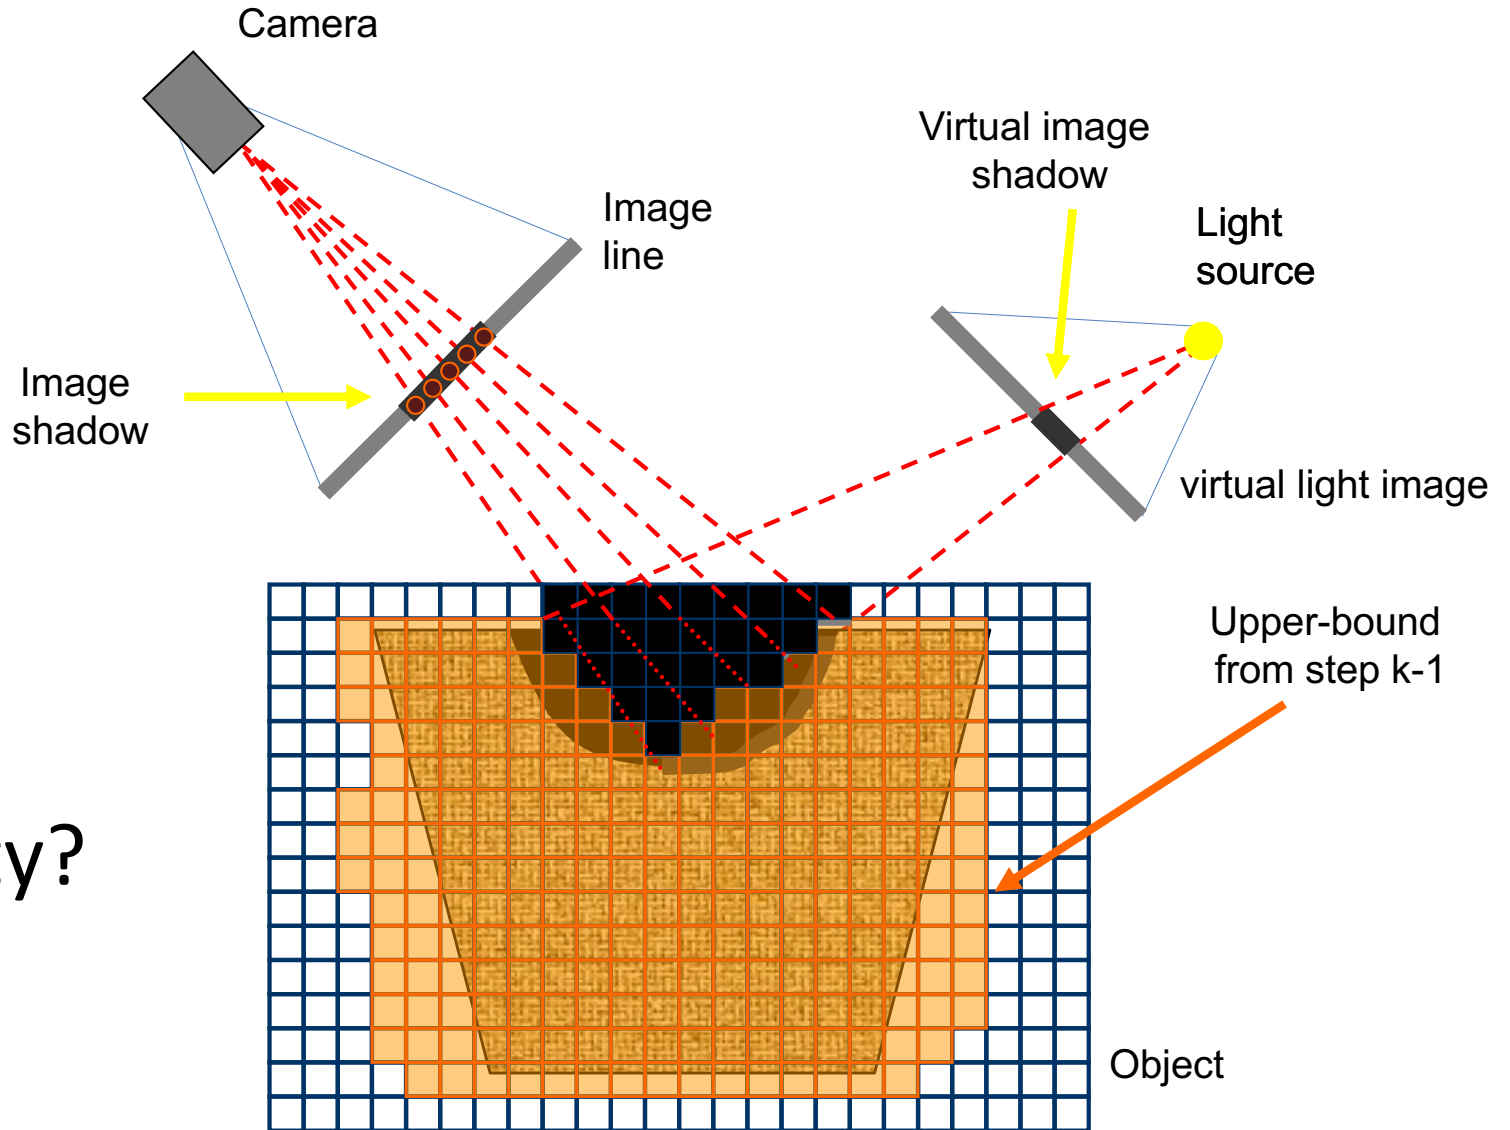 Camera
Virtual image
shadow
Image
line
Light
source
Image
shadow
virtual light image
Upper-bound
from step k-1
y?
Object